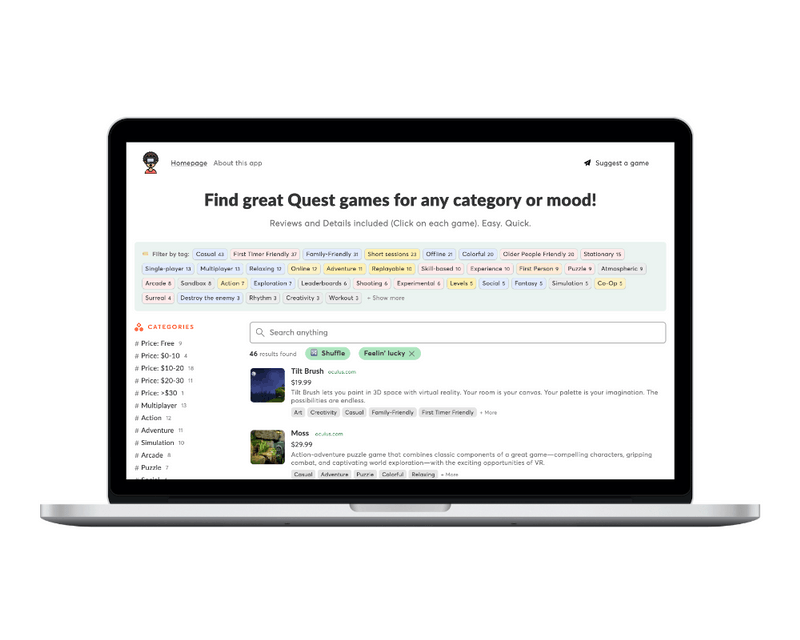 Homepage About this app Suggest a game
Find great Quest games for any category or mood!
Reviews and Details included (Click on each game). Easy. Quick.
Filter by tag: Casual 43 First Timer Friendly 37 Family-Friendly 31 Short sessions 23 Offline 21 Colorful 20 Older People Friendly 20 Stationary 15
Single-player 13 Multiplayer 13 Relaxing 12 Online 12 Adventure 11 Replayable 10 Skill-based 10 Experience 10 First Person 9 Puzzle 9 Atmospheric 9
Arcade 8 Sandbox 8 Action 7 Exploration 7 Leaderboards 6 Shooting 6 Experimental 6 Levels 5 Social 5 Fantasy 5 Simulation 5 Co-Op 5
Surreal 4 Destroy the enemy 3 Rhythm 3 Creativity 3 Workout 3 + Show more
CATEGORIES
# Price: Free 9
# Price: $0-10 4
# Price: $10-20 18
# Price: $20-30 11
# Price: >$30 1
# Multiplayer 13
# Action 12
# Adventure 11
# Simulation 10
# Arcade 8
# Puzzle 7
Search anything
46 results found Shuffle Feelin' lucky
Tilt Brush oculus.com
$19.99
Tilt Brush lets you paint in 3D space with virtual reality. Your room is your canvas. Your palette is your imagination. The
possibilities are endless.
Art Creativity Casual Family-Friendly First Timer Friendly + More
Moss oculus.com
$29.99
Action-adventure puzzle game that combines classic components of a great game—compelling characters, gripping
combat, and captivating world exploration—with the exciting opportunities of VR.
Casual Adventure Puzzle Colorful Relaxing + More